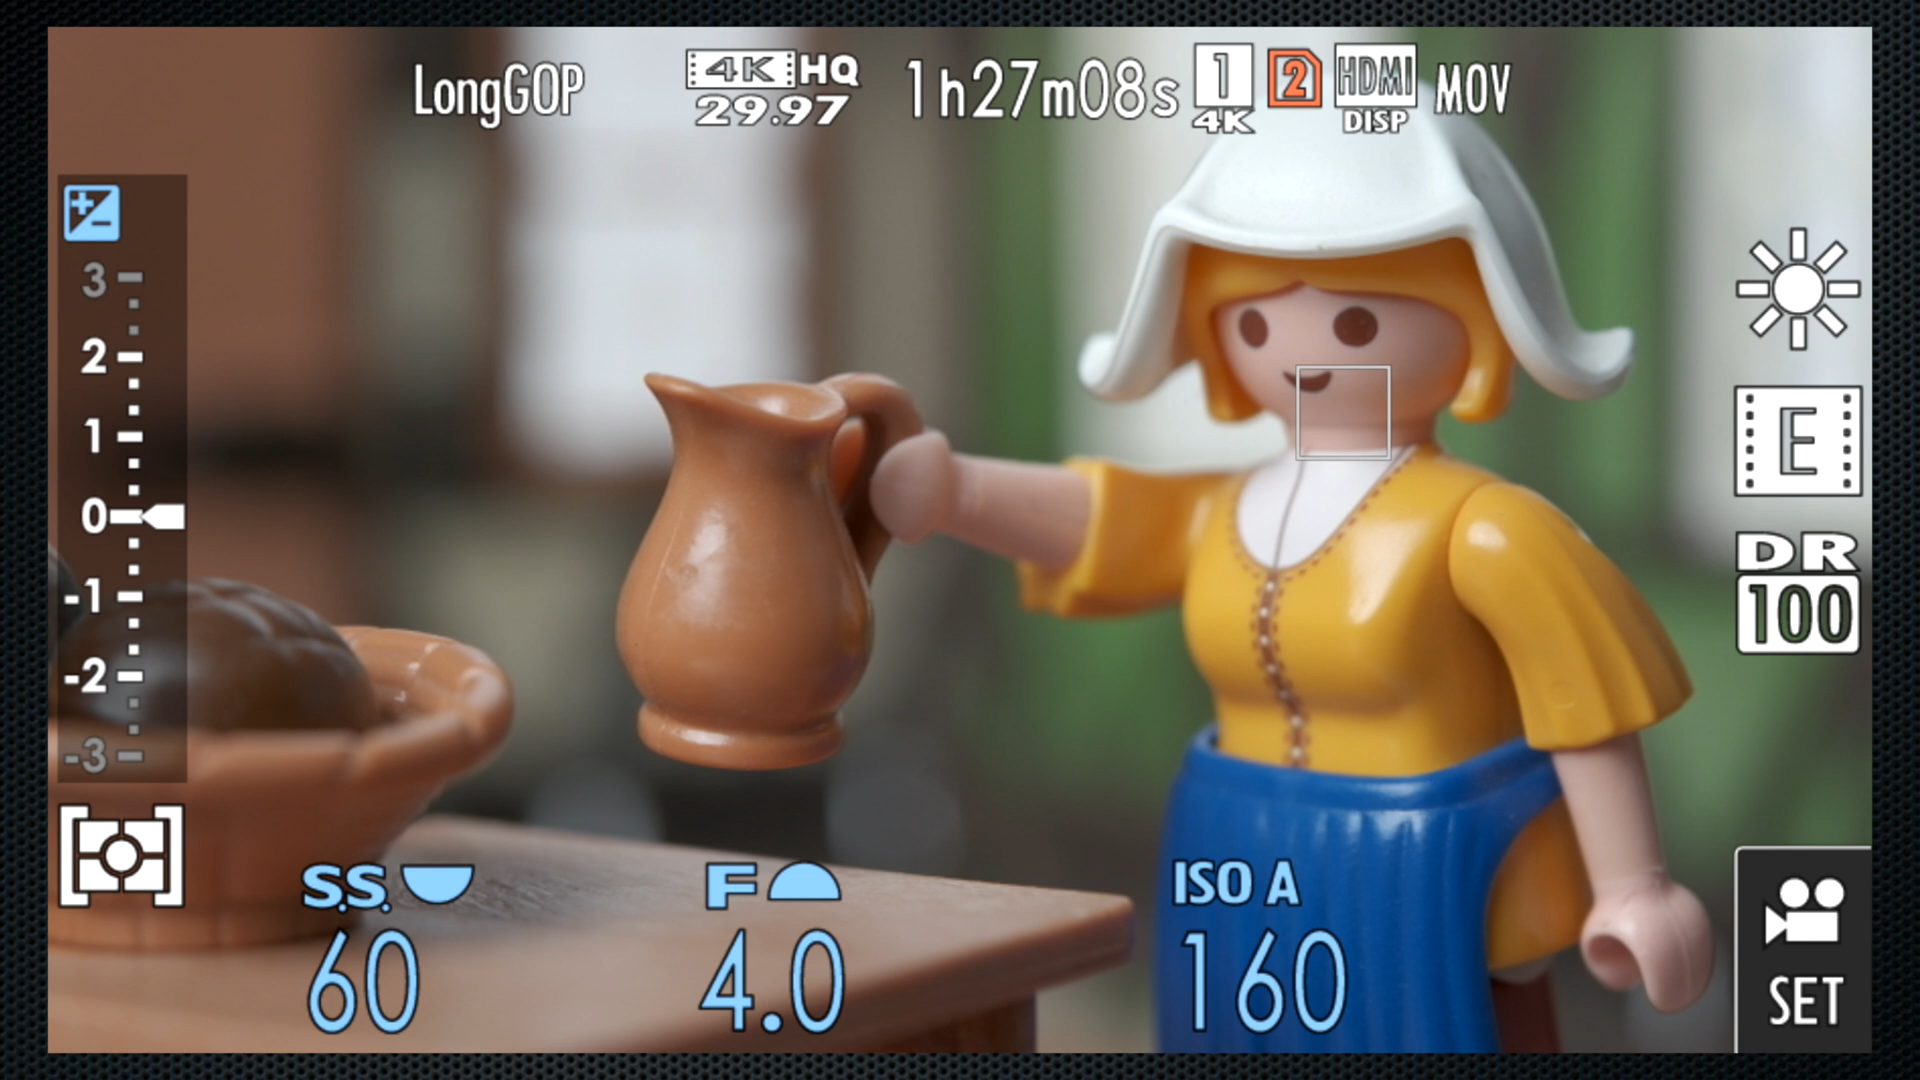 LongGOP 4K HQ 29.97 1h27m08s 1 4K 2 HDMI DISP MOV
3
2
1
0
-1
-2
-3
E
DR
100
S.S. F ISO A
60 4.0 160
SET